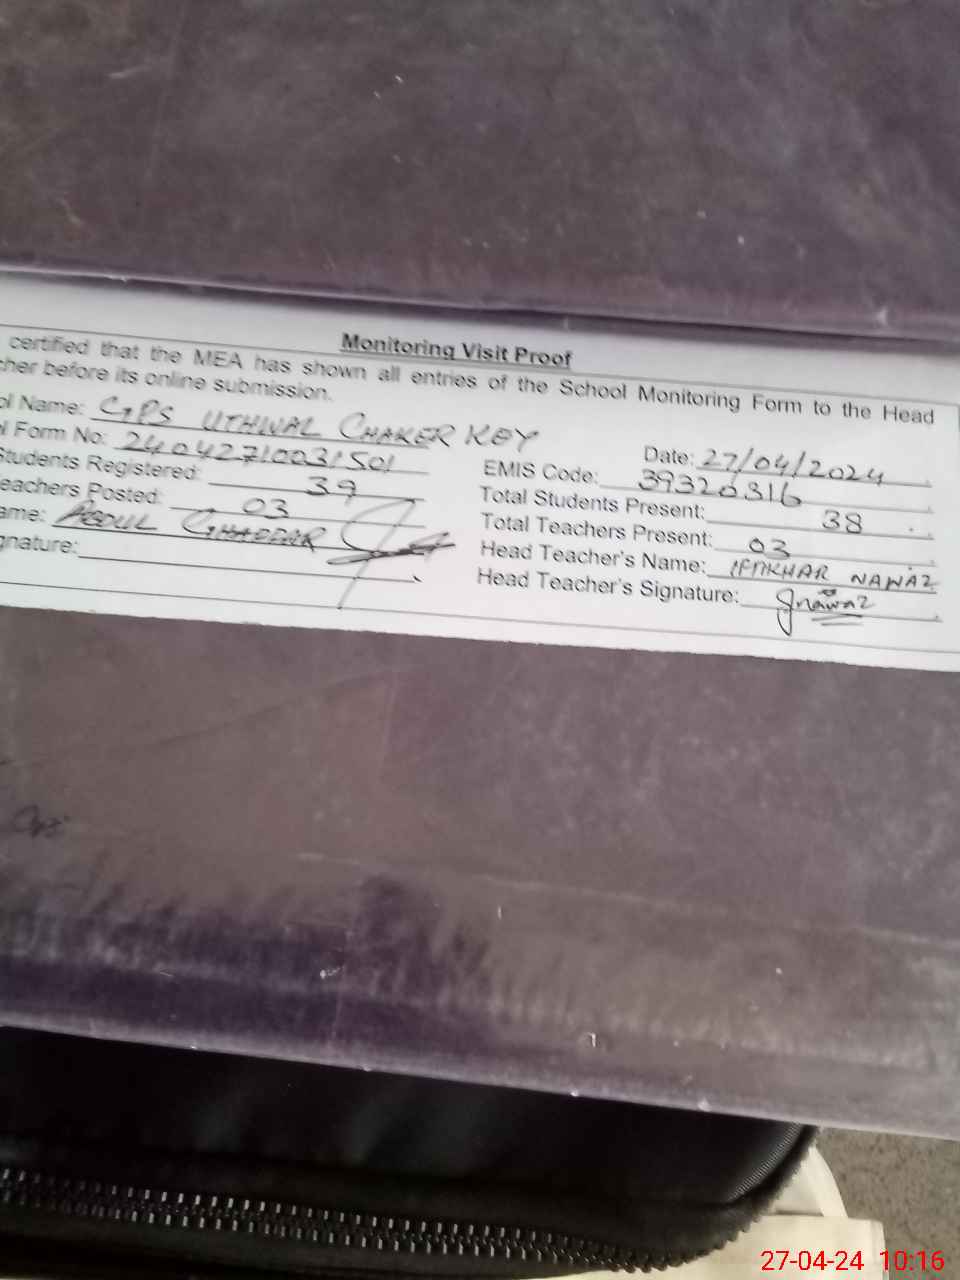 Monitoring Visit Proof
certified that the MEA has shown all entries of the School Monitoring Form to the Head
cher before its online submission.
ol Name: GPS UTHWAL CHAKER KEY
l Form No: 24042710031501 Date: 27/04/2024
Students Registered: 39 EMIS Code: 39320316
eachers Posted: 03 Total Students Present: 38
ame: ABDUL GHAFFAR Total Teachers Present: 03
gnature: Head Teacher's Name: IFTIKHAR NAWAZ
Head Teacher's Signature: Jnawaz
27-04-24 10:16